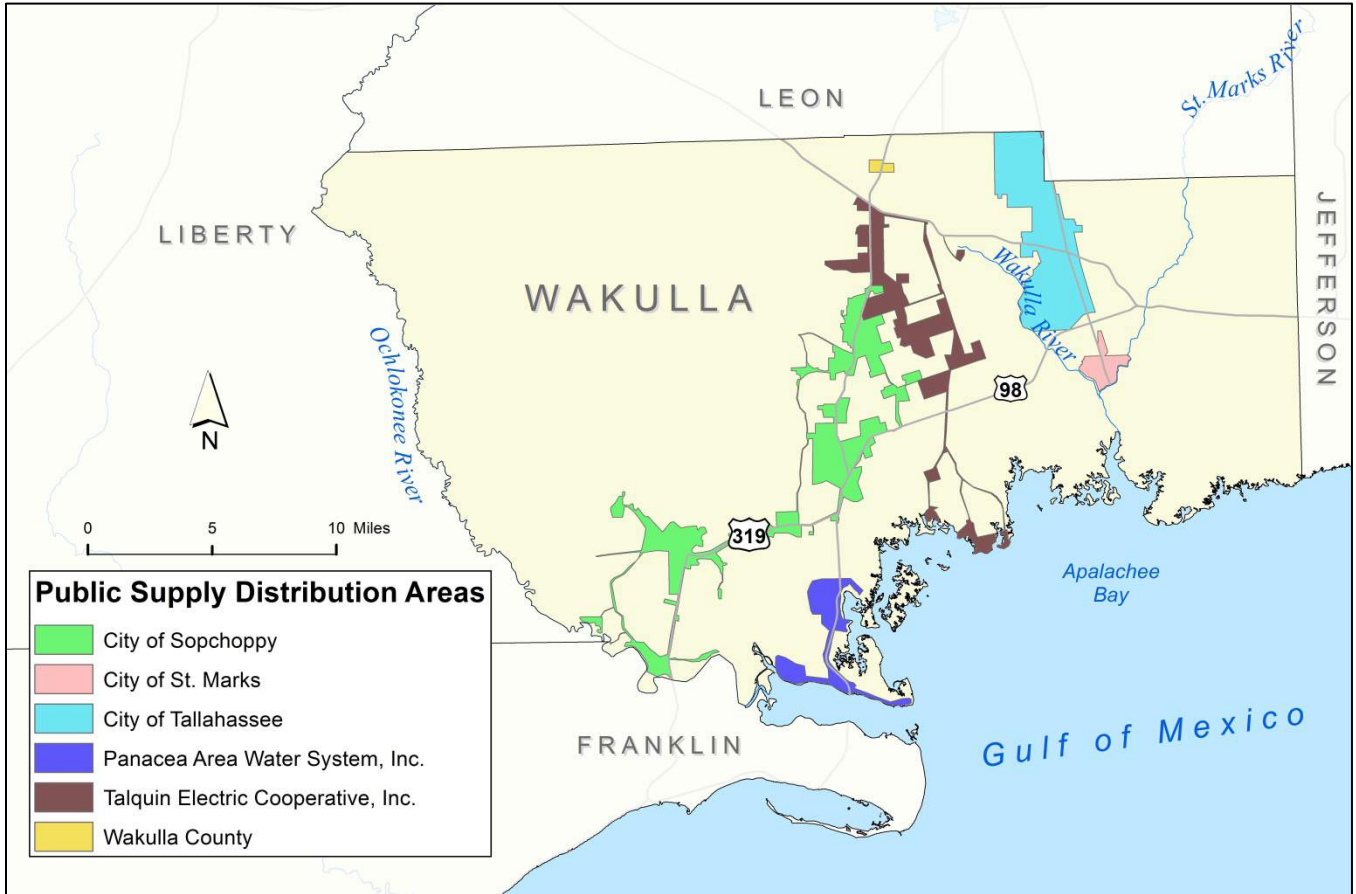 LEON
St. Marks River
LIBERTY
JEFFERSON
WAKULLA
Wakulla River
Ochlokonee River
98
N
0 5 10 Miles
319
Public Supply Distribution Areas
City of Sopchoppy
City of St. Marks
City of Tallahassee
Panacea Area Water System, Inc.
Talquin Electric Cooperative, Inc.
Wakulla County
Apalachee
Bay
FRANKLIN
Gulf of Mexico